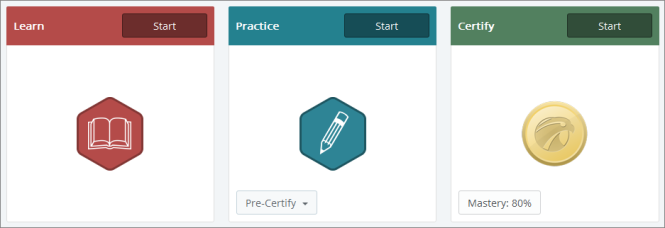 Learn
Start
Practice
Start
Certify
Start
Pre-Certify
Mastery: 80%